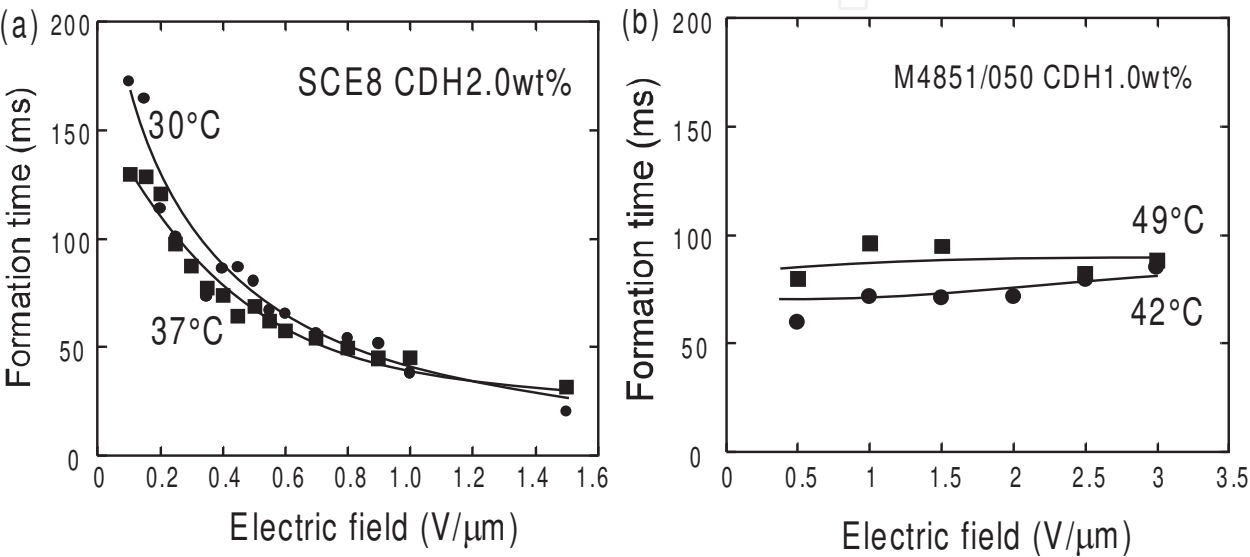 (a)
200
150
100
50
0
0
0.2
0.4
0.6
0.8
1.0
1.2
1.4
1.6
Formation time (ms)
Electric field (V/μm)
SCE8 CDH2.0wt%
30°C
37°C
(b)
200
150
100
50
0
0
0.5
1
1.5
2
2.5
3
3.5
Formation time (ms)
Electric field (V/μm)
M4851/050 CDH1.0wt%
49°C
42°C